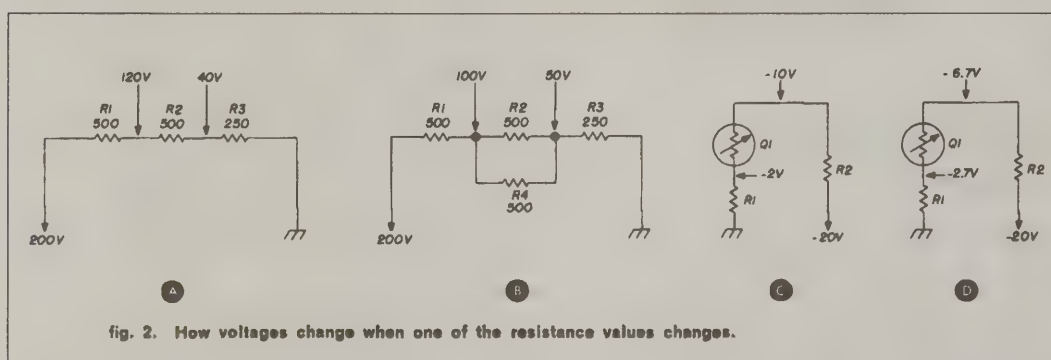 120V 40V
R1 R2 R3
500 500 250
200V
A
100V 50V
R1 R2 R3
500 500 250
R4
500
200V
B
-10V
Q1
-2V
R2
R1
-20V
C
-6.7V
Q1
-2.7V
R2
R1
-20V
D
fig. 2. How voltages change when one of the resistance values changes.